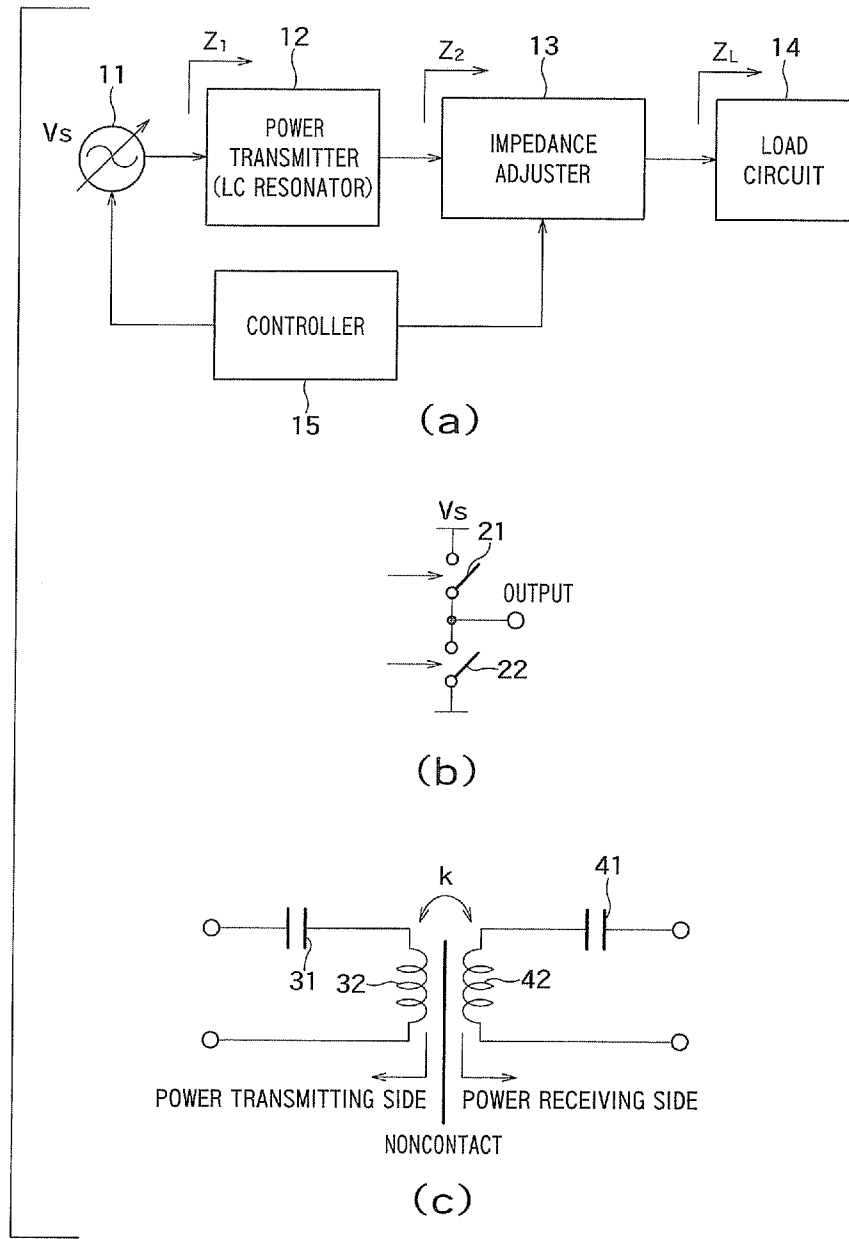 Z1 12 Z2 13 ZL 14
11
Vs
POWER
TRANSMITTER
(LC RESONATOR)
IMPEDANCE
ADJUSTER
LOAD
CIRCUIT
CONTROLLER
15
(a)
Vs
21
OUTPUT
22
(b)
k
41
31
32
42
POWER TRANSMITTING SIDE
POWER RECEIVING SIDE
NONCONTACT
(c)